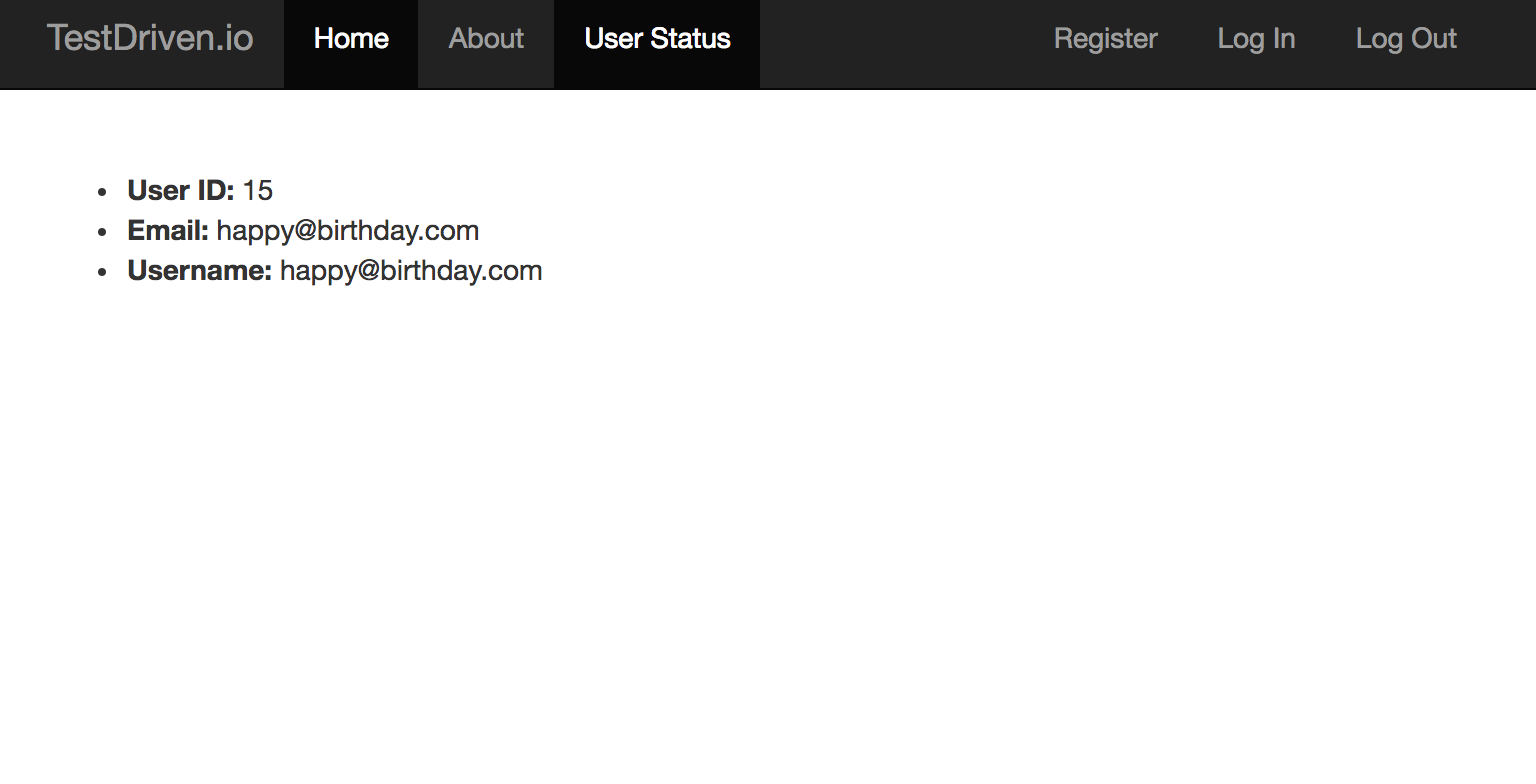 TestDriven.io Home About User Status Register Log In Log Out
• User ID: 15
• Email: happy@birthday.com
• Username: happy@birthday.com